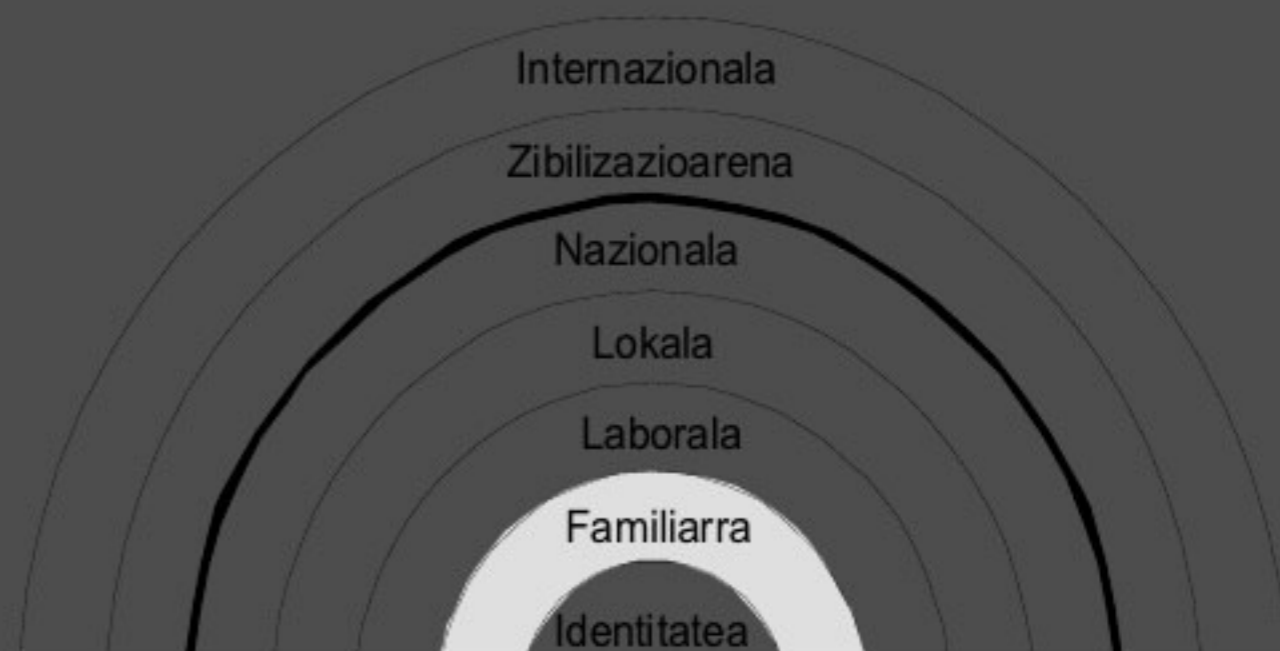 Internazionala
Zibilizazioarena
Nazionala
Lokala
Laborala
Familiarra
Identitatea